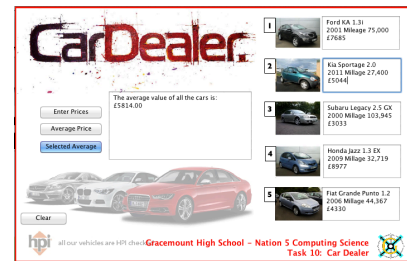 CarDealer
Enter Prices
Average Price
Selected Average
The average value of all the cars is:
£5814.00
1
Ford KA 1.3i
2001 Mileage 75,000
£7685
2
Kia Sportage 2.0
2011 Millage 27,400
£5044
3
Subaru Legacy 2.5 GX
2000 Mileage 103,945
£3033
4
Honda Jazz 1.3 EX
2009 Mileage 32,719
£8977
5
Fiat Grande Punto 1.2
2006 Millage 44,367
£4330
Clear
hpi all our vehicles are HPI check
Gracemount High School - Nation 5 Computing Science
Task 10: Car Dealer